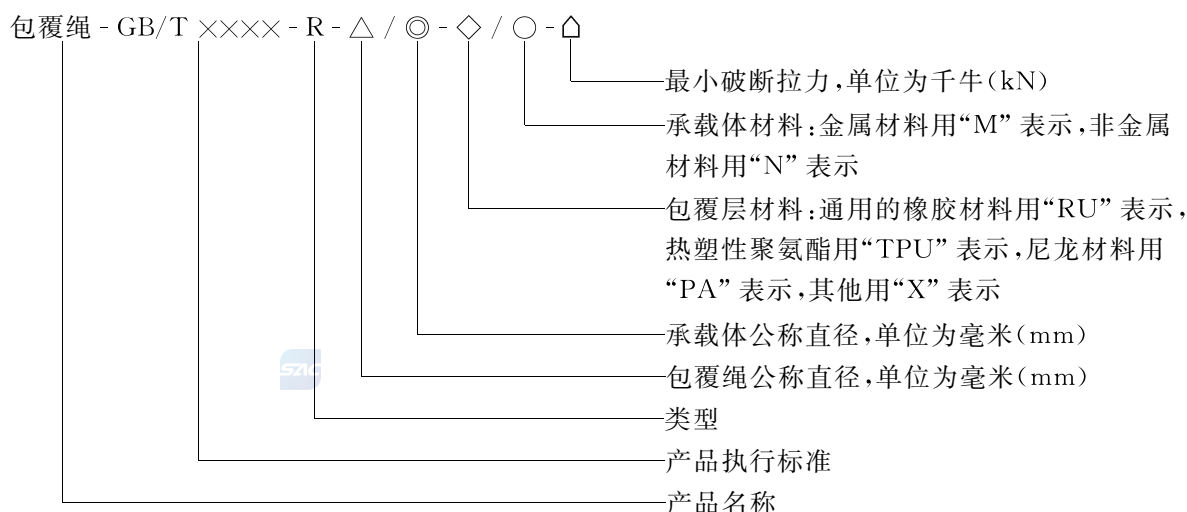 包覆绳-GB/T ××××-R-△/◎-◇/○-⌂
最小破断拉力,单位为千牛(kN)
承载体材料:金属材料用“M”表示,非金属
材料用“N”表示
包覆层材料:通用的橡胶材料用“RU”表示,
热塑性聚氨酯用“TPU”表示,尼龙材料用
“PA”表示,其他用“X”表示
承载体公称直径,单位为毫米(mm)
SAC
包覆绳公称直径,单位为毫米(mm)
类型
产品执行标准
产品名称